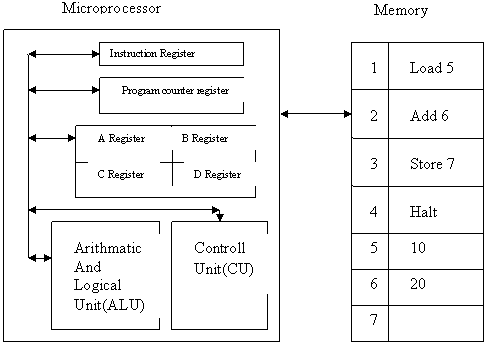 Microprocessor
Memory
Instruction Register
Program counter register
A Register B Register
C Register D Register
Arithmatic
And
Logical
Unit(ALU)
Controll
Unit(CU)
1 Load 5
2 Add 6
3 Store 7
4 Halt
5 10
6 20
7